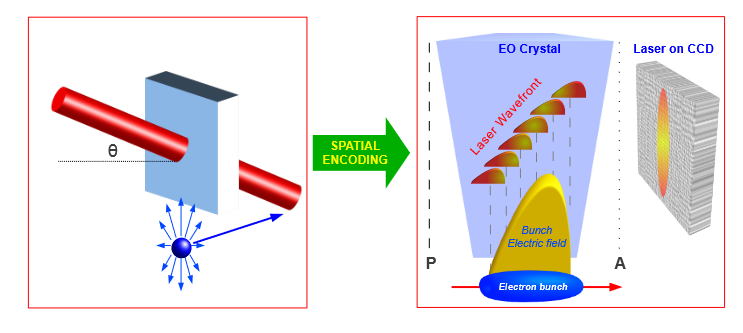 θ
SPATIAL
ENCODING
EO Crystal
Laser on CCD
Laser Wavefront
Bunch
Electric field
P
A
Electron bunch